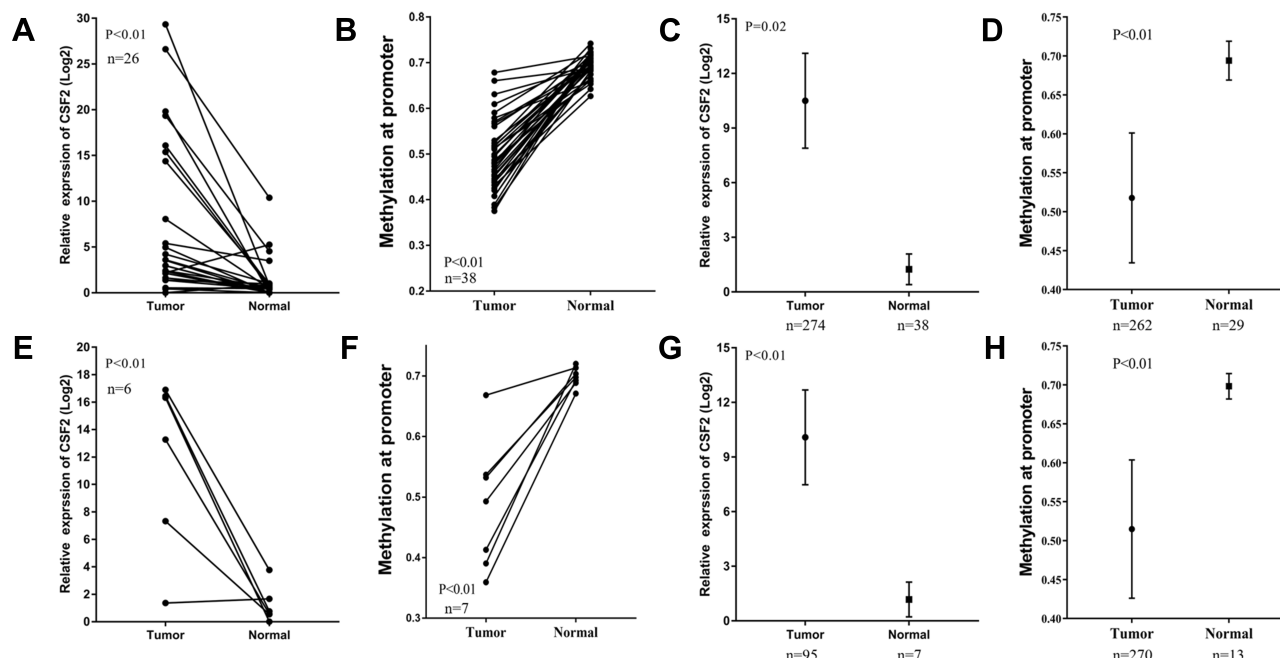 A
Relative exprssion of CSF2 (Log2)
30
25
20
15
10
5
0
P<0.01
n=26
Tumor
Normal
B
Methylation at promoter
0.8
0.7
0.6
0.5
0.4
0.3
0.2
P<0.01
n=38
Tumor
Normal
C
Relative exprssion of CSF2 (Log2)
15
12
9
6
3
0
P=0.02
Tumor
Normal
n=274
n=38
D
Methylation at promoter
0.75
0.70
0.65
0.60
0.55
0.50
0.45
0.40
P<0.01
Tumor
Normal
n=262
n=29
E
Relative exprssion of CSF2 (Log2)
20
18
16
14
12
10
8
6
4
2
0
P<0.01
n=6
Tumor
Normal
F
Methylation at promoter
0.7
0.6
0.5
0.4
0.3
P<0.01
n=7
Tumor
Normal
G
Relative exprssion of CSF2 (Log2)
15
12
9
6
3
0
P<0.01
Tumor
Normal
n=95
n=7
H
Methylation at promoter
0.75
0.70
0.65
0.60
0.55
0.50
0.45
0.40
P<0.01
Tumor
Normal
n=270
n=13